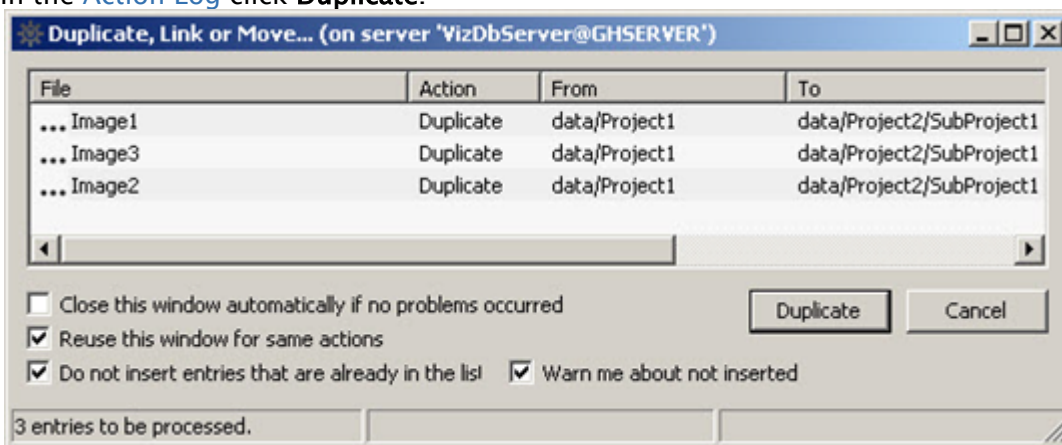 In the Action Log click Duplicate.
Duplicate, Link or Move... (on server 'VizDbServer@GHSERVER')
File Action From To
... Image1 Duplicate data/Project1 data/Project2/SubProject1
... Image3 Duplicate data/Project1 data/Project2/SubProject1
... Image2 Duplicate data/Project1 data/Project2/SubProject1
Close this window automatically if no problems occurred Duplicate Cancel
Reuse this window for same actions
Do not insert entries that are already in the lis Warn me about not inserted
3 entries to be processed.